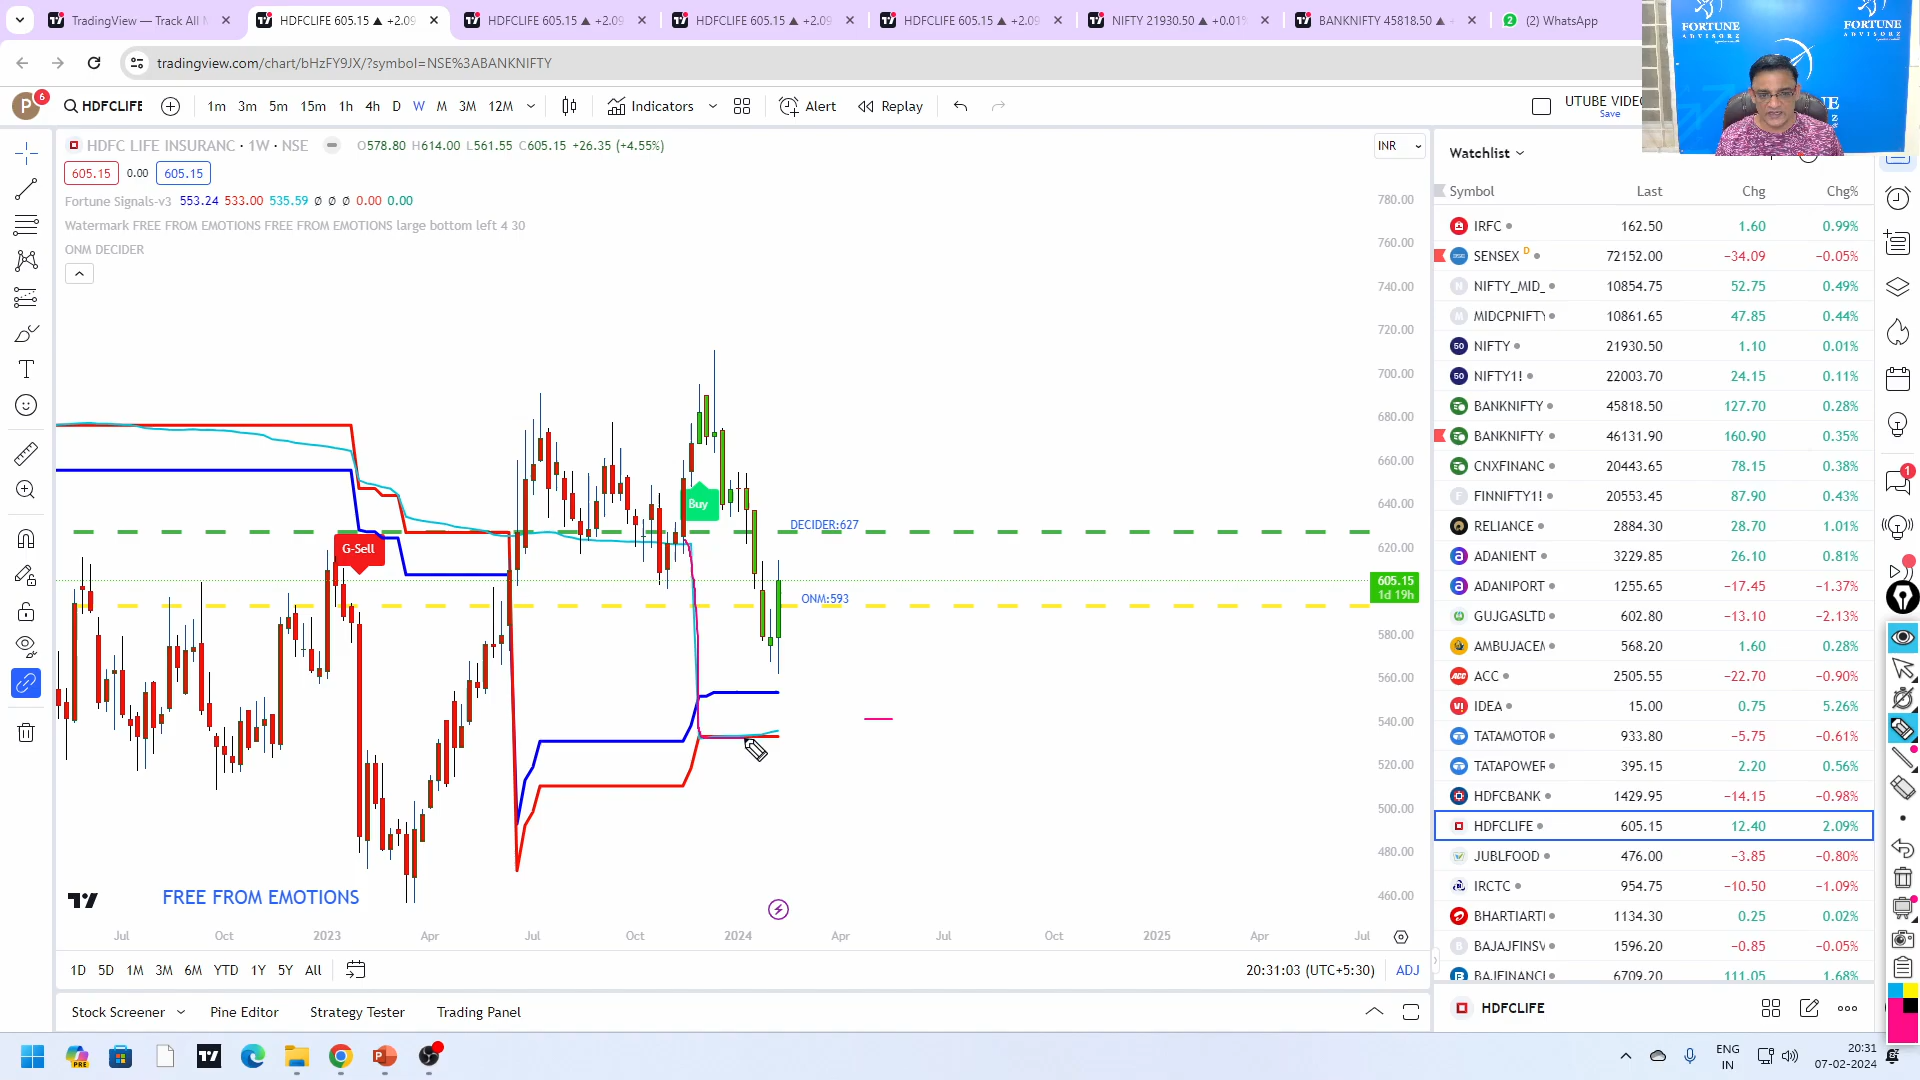 TradingView — Track All M
HDFCLIFE 605.15 ▲ +2.09
HDFCLIFE 605.15 ▲ +2.09
HDFCLIFE 605.15 ▲ +2.09
HDFCLIFE 605.15 ▲ +2.09
NIFTY 21930.50 ▲ +0.01%
BANKNIFTY 45818.50 ▲
2 (2) WhatsApp
FORTUNE
ADVISORZ
FORTUNE
ADVISORZ
tradingview.com/chart/bHzFY9JX/?symbol=NSE%3ABANKNIFTY
P 6 HDFCLIFE 1m 3m 5m 15m 1h 4h D W M 3M 12M Indicators Alert Replay
UTUBE VIDEO
Save
HDFC LIFE INSURANC · 1W · NSE O578.80 H614.00 L561.55 C605.15 +26.35 (+4.55%)
INR
605.15 0.00 605.15
Fortune Signals-v3 553.24 533.00 535.59 Ø Ø Ø 0.00 0.00
Watermark FREE FROM EMOTIONS FREE FROM EMOTIONS large bottom left 4 30
ONM DECIDER
780.00
760.00
740.00
720.00
700.00
680.00
660.00
640.00
620.00
605.15
1d 19h
580.00
560.00
540.00
520.00
500.00
480.00
460.00
Buy
DECIDER:627
G-Sell
ONM:593
FREE FROM EMOTIONS
Jul Oct 2023 Apr Jul Oct 2024 Apr Jul Oct 2025 Apr Jul
1D 5D 1M 3M 6M YTD 1Y 5Y All
20:31:03 (UTC+5:30) ADJ
Stock Screener Pine Editor Strategy Tester Trading Panel
Watchlist
Symbol Last Chg Chg%
IRFC 162.50 1.60 0.99%
SENSEX D 72152.00 −34.09 −0.05%
NIFTY_MID_ 10854.75 52.75 0.49%
MIDCPNIFTY 10861.65 47.85 0.44%
NIFTY 21930.50 1.10 0.01%
NIFTY1! 22003.70 24.15 0.11%
BANKNIFTY 45818.50 127.70 0.28%
BANKNIFTY 46131.90 160.90 0.35%
CNXFINANC 20443.65 78.15 0.38%
FINNIFTY1! 20553.45 87.90 0.43%
RELIANCE 2884.30 28.70 1.01%
ADANIENT 3229.85 26.10 0.81%
ADANIPORT 1255.65 −17.45 −1.37%
GUJGASLTD 602.80 −13.10 −2.13%
AMBUJACEM 568.20 1.60 0.28%
ACC 2505.55 −22.70 −0.90%
IDEA 15.00 0.75 5.26%
TATAMOTOR 933.80 −5.75 −0.61%
TATAPOWER 395.15 2.20 0.56%
HDFCBANK 1429.95 −14.15 −0.98%
HDFCLIFE 605.15 12.40 2.09%
JUBLFOOD 476.00 −3.85 −0.80%
IRCTC 954.75 −10.50 −1.09%
BHARTIARTL 1134.30 0.25 0.02%
BAJAJFINSV 1596.20 −0.85 −0.05%
BAJFINANCE 6709.20 111.05 1.68%
HDFCLIFE
ENG
IN
20:31
07-02-2024